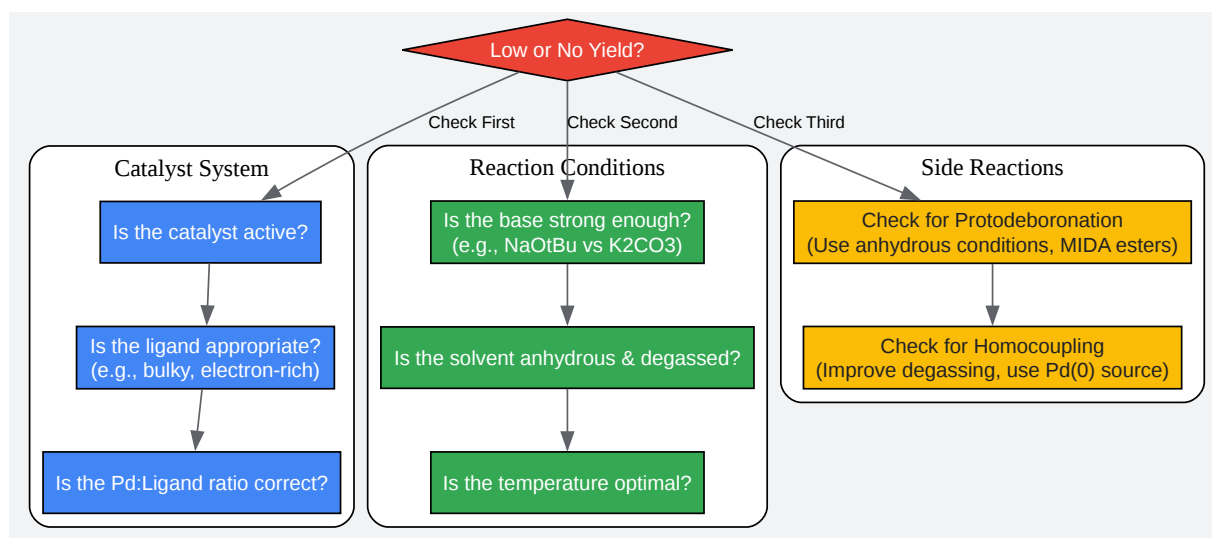 Low or No Yield?
Check First
Check Second
Check Third
Catalyst System
Is the catalyst active?
Is the ligand appropriate?
(e.g., bulky, electron-rich)
Is the Pd:Ligand ratio correct?
Reaction Conditions
Is the base strong enough?
(e.g., NaOtBu vs K2CO3)
Is the solvent anhydrous & degassed?
Is the temperature optimal?
Side Reactions
Check for Protodeboronation
(Use anhydrous conditions, MIDA esters)
Check for Homocoupling
(Improve degassing, use Pd(0) source)